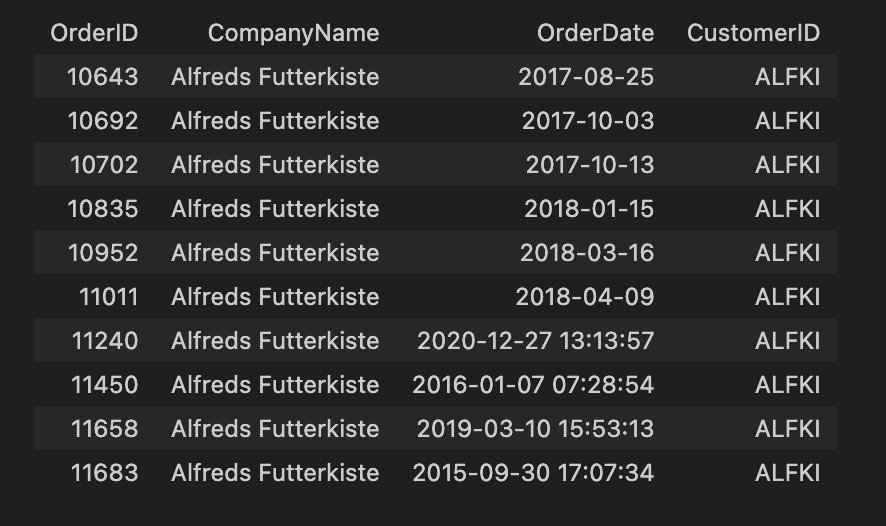 OrderID CompanyName OrderDate CustomerID
10643 Alfreds Futterkiste 2017-08-25 ALFKI
10692 Alfreds Futterkiste 2017-10-03 ALFKI
10702 Alfreds Futterkiste 2017-10-13 ALFKI
10835 Alfreds Futterkiste 2018-01-15 ALFKI
10952 Alfreds Futterkiste 2018-03-16 ALFKI
11011 Alfreds Futterkiste 2018-04-09 ALFKI
11240 Alfreds Futterkiste 2020-12-27 13:13:57 ALFKI
11450 Alfreds Futterkiste 2016-01-07 07:28:54 ALFKI
11658 Alfreds Futterkiste 2019-03-10 15:53:13 ALFKI
11683 Alfreds Futterkiste 2015-09-30 17:07:34 ALFKI